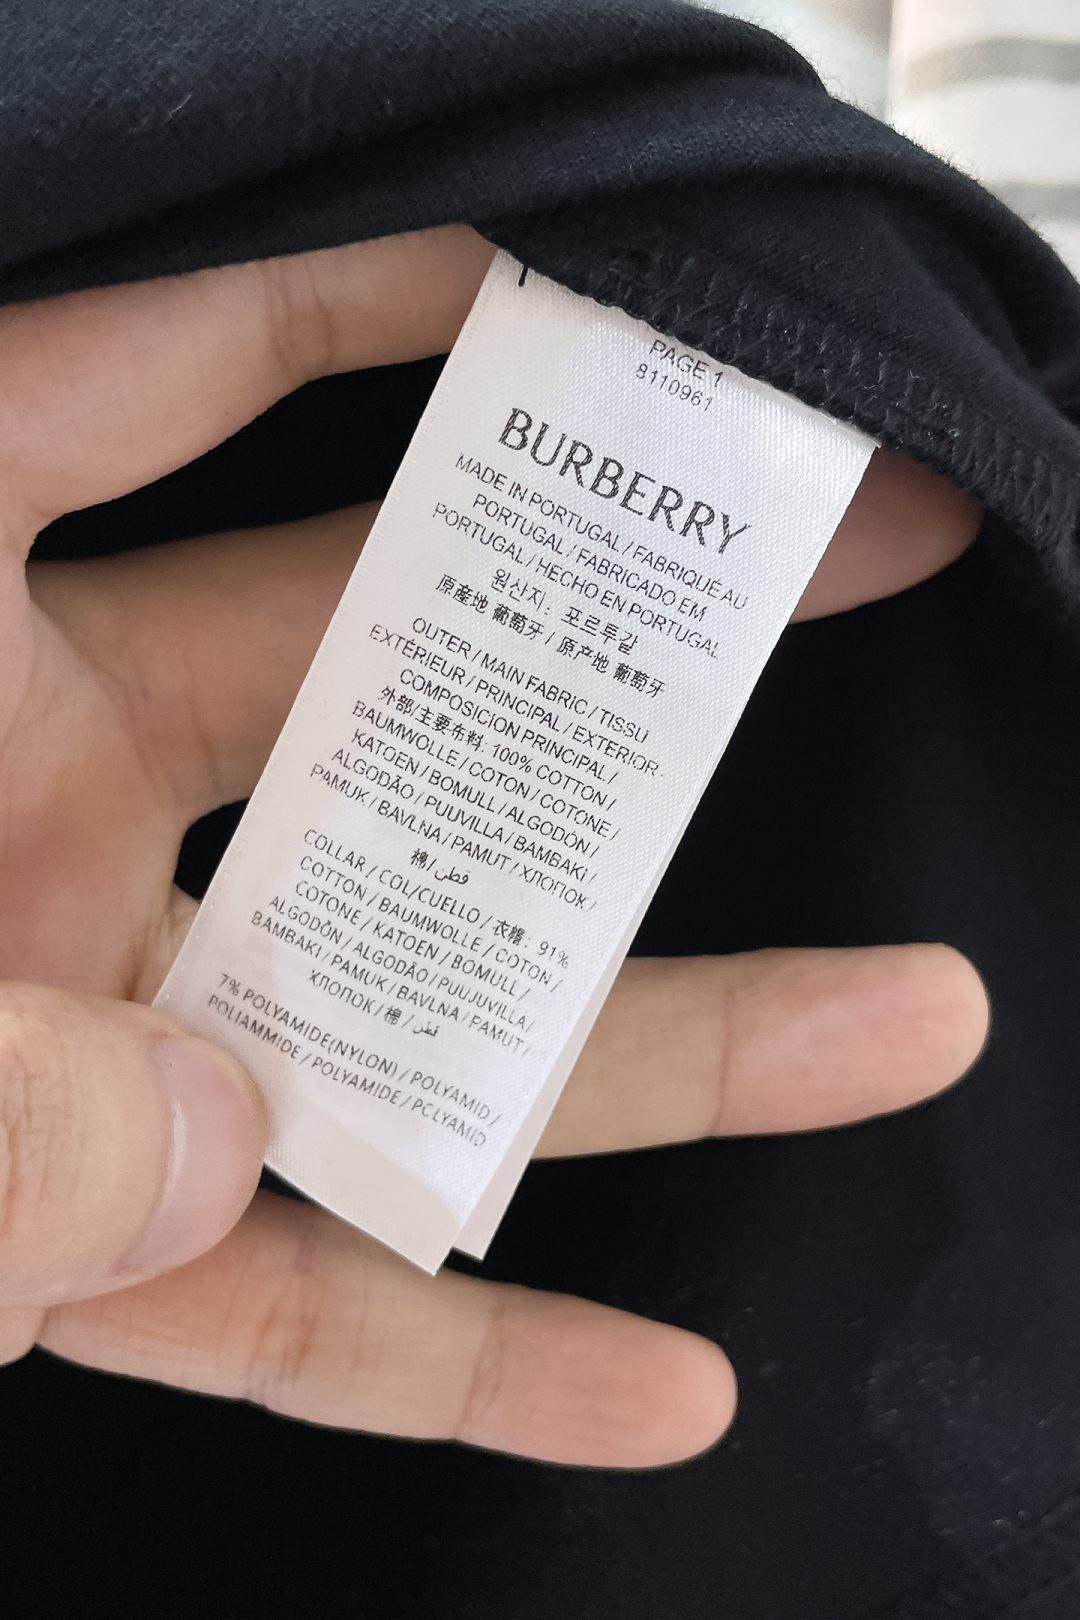 PAGE 1
8110961
BURBERRY
MADE IN PORTUGAL / FABRIQUÉ AU
PORTUGAL / FABRICADO EM
PORTUGAL / HECHO EN PORTUGAL
원산지: 포르투갈
原產地 葡萄牙 / 原产地 葡萄牙
OUTER / MAIN FABRIC / TISSU
EXTÉRIEUR / PRINCIPAL / EXTERIOR-
COMPOSICION PRINCIPAL /
外部/主要布料: 100% COTTON /
BAUMWOLLE / COTON / COTONE /
KATOEN / BOMULL / ALGODÓN /
ALGODÃO / PUUVILLA / BAMBAKI /
PAMUK / BAVLNA / PAMUT / ХЛОПОК /
棉 / قطن
COLLAR / COL/CUELLO / 衣領: 91%
COTTON / BAUMWOLLE / COTON /
COTONE / KATOEN / BOMULL /
ALGODÓN / ALGODÃO / PUUJUVILLA /
BAMBAKI / PAMUK / BAVLNA / PAMUT /
ХЛОПОК / 棉 / قطن
7% POLYAMIDE(NYLON) / POLYAMID /
POLIAMMIDE / POLYAMIDE / POLYAMID